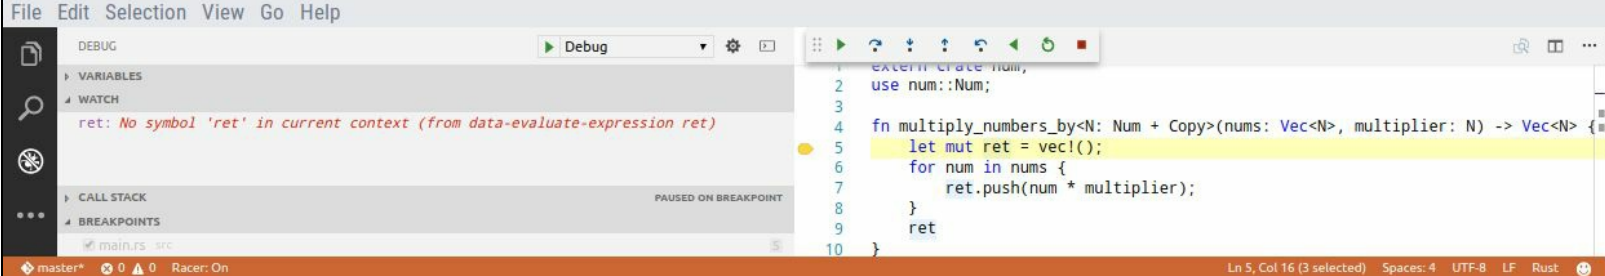 File Edit Selection View Go Help
DEBUG
Debug
VARIABLES
WATCH
ret: No symbol 'ret' in current context (from data-evaluate-expression ret)
CALL STACK PAUSED ON BREAKPOINT
BREAKPOINTS
main.rs src 5
1 extern crate num;
2 use num::Num;
3
4 fn multiply_numbers_by<N: Num + Copy>(nums: Vec<N>, multiplier: N) -> Vec<N> {
5 let mut ret = vec!();
6 for num in nums {
7 ret.push(num * multiplier);
8 }
9 ret
10 }
master* 0 0 Racer: On Ln 5, Col 16 (3 selected) Spaces: 4 UTF-8 LF Rust